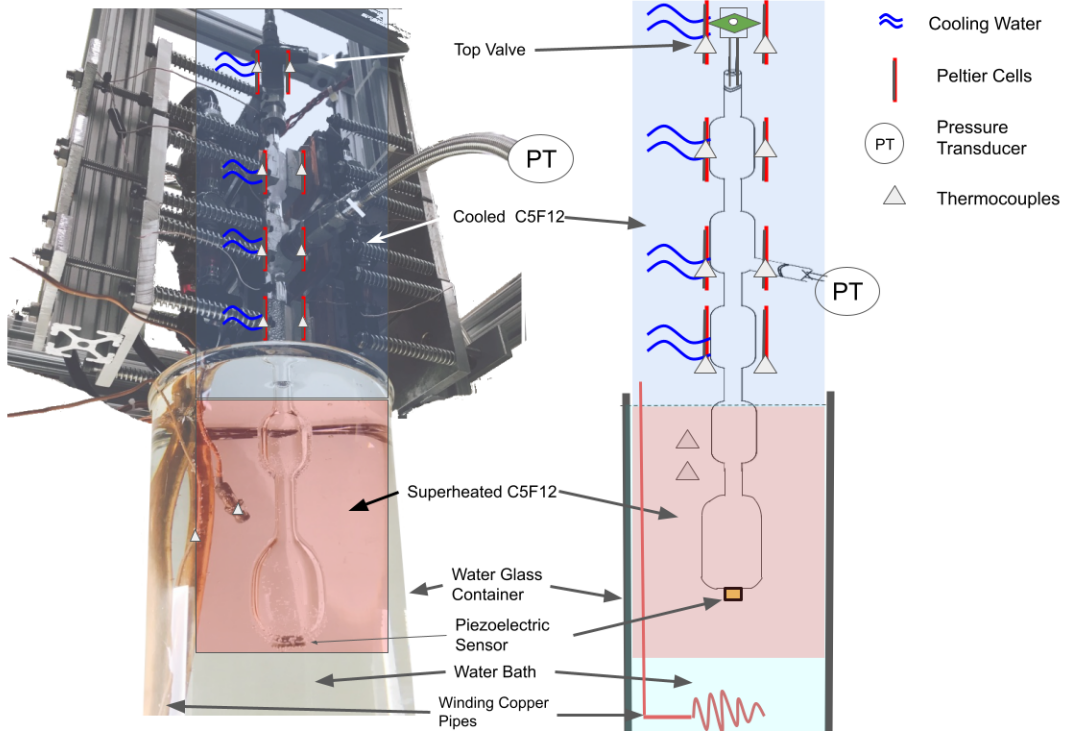 Top Valve
PT
Cooled C5F12
Superheated C5F12
Water Glass
Container
Piezoelectric
Sensor
Water Bath
Winding Copper
Pipes
PT
Cooling Water
Peltier Cells
PT
Pressure
Transducer
Thermocouples